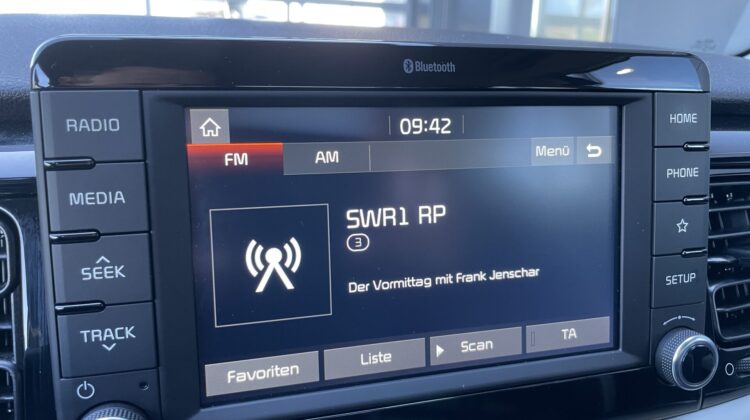 Bluetooth
RADIO
MEDIA
SEEK
TRACK
09:42
FM
AM
Menü
SWR1 RP
3
Der Vormittag mit Frank Jenschar
Favoriten
Liste
Scan
TA
HOME
PHONE
SETUP